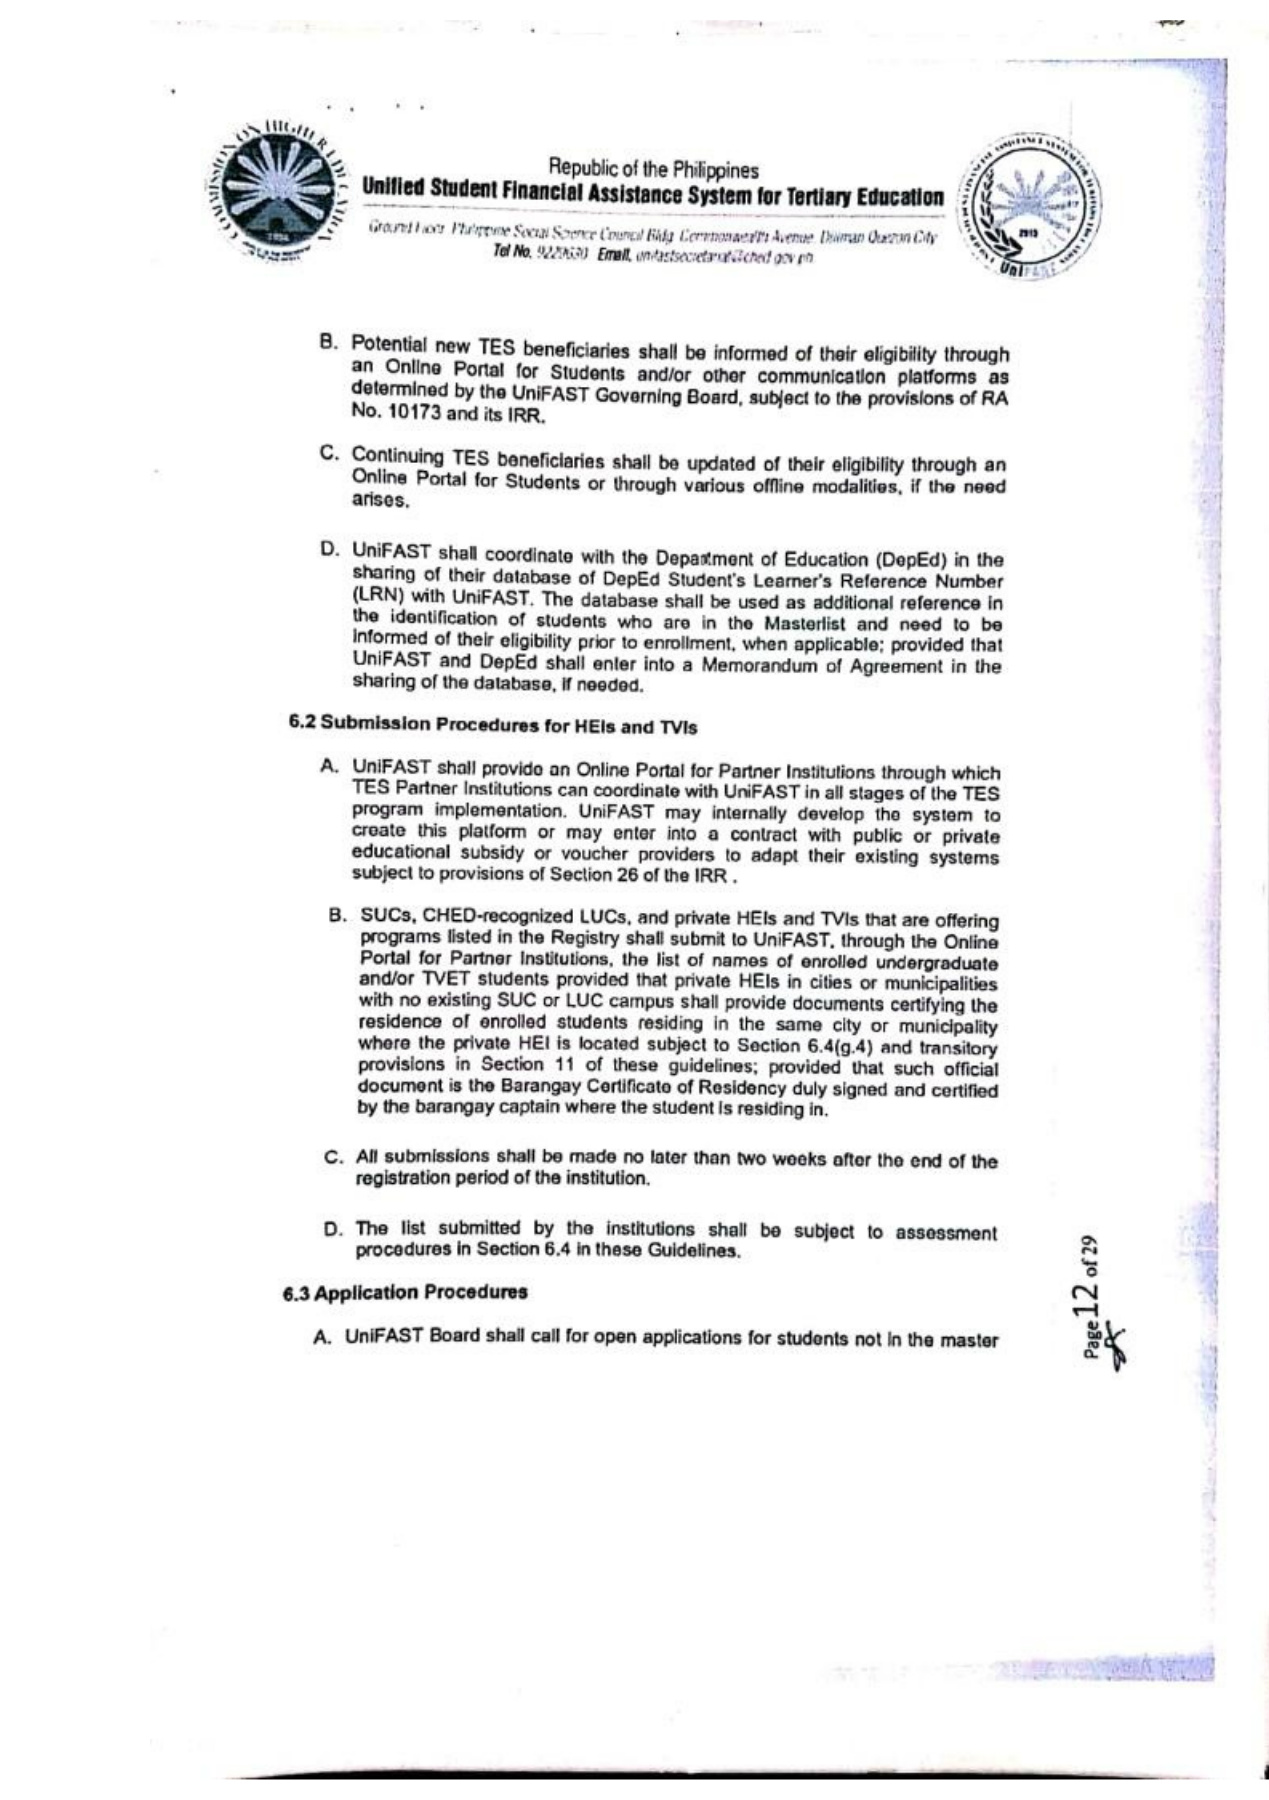 Republic of the Philippines
Unified Student Financial Assistance System for Tertiary Education
Ground Floor Philippine Social Science Council Bldg Commonwealth Avenue, Diliman Quezon City
Tel No. Email, unifastsecretariat@ched.gov.ph
COMMISSION ON HIGHER EDUCATION
2015
UniFAST
B. Potential new TES beneficiaries shall be informed of their eligibility through
an Online Portal for Students and/or other communication platforms as
determined by the UniFAST Governing Board, subject to the provisions of RA
No. 10173 and its IRR.
C. Continuing TES beneficiaries shall be updated of their eligibility through an
Online Portal for Students or through various offline modalities, if the need
arises.
D. UniFAST shall coordinate with the Department of Education (DepEd) in the
sharing of their database of DepEd Student's Learner's Reference Number
(LRN) with UniFAST. The database shall be used as additional reference in
the identification of students who are in the Masterlist and need to be
informed of their eligibility prior to enrollment, when applicable; provided that
UniFAST and DepEd shall enter into a Memorandum of Agreement in the
sharing of the database, if needed.
6.2 Submission Procedures for HEIs and TVIs
A. UniFAST shall provide an Online Portal for Partner Institutions through which
TES Partner Institutions can coordinate with UniFAST in all stages of the TES
program implementation. UniFAST may internally develop the system to
create this platform or may enter into a contract with public or private
educational subsidy or voucher providers to adapt their existing systems
subject to provisions of Section 26 of the IRR .
B. SUCs, CHED-recognized LUCs, and private HEIs and TVIs that are offering
programs listed in the Registry shall submit to UniFAST, through the Online
Portal for Partner Institutions, the list of names of enrolled undergraduate
and/or TVET students provided that private HEIs in cities or municipalities
with no existing SUC or LUC campus shall provide documents certifying the
residence of enrolled students residing in the same city or municipality
where the private HEI is located subject to Section 6.4(g.4) and transitory
provisions in Section 11 of these guidelines; provided that such official
document is the Barangay Certificate of Residency duly signed and certified
by the barangay captain where the student is residing in.
C. All submissions shall be made no later than two weeks after the end of the
registration period of the institution.
D. The list submitted by the institutions shall be subject to assessment
procedures in Section 6.4 in these Guidelines.
6.3 Application Procedures
A. UniFAST Board shall call for open applications for students not in the master
Page 12 of 29